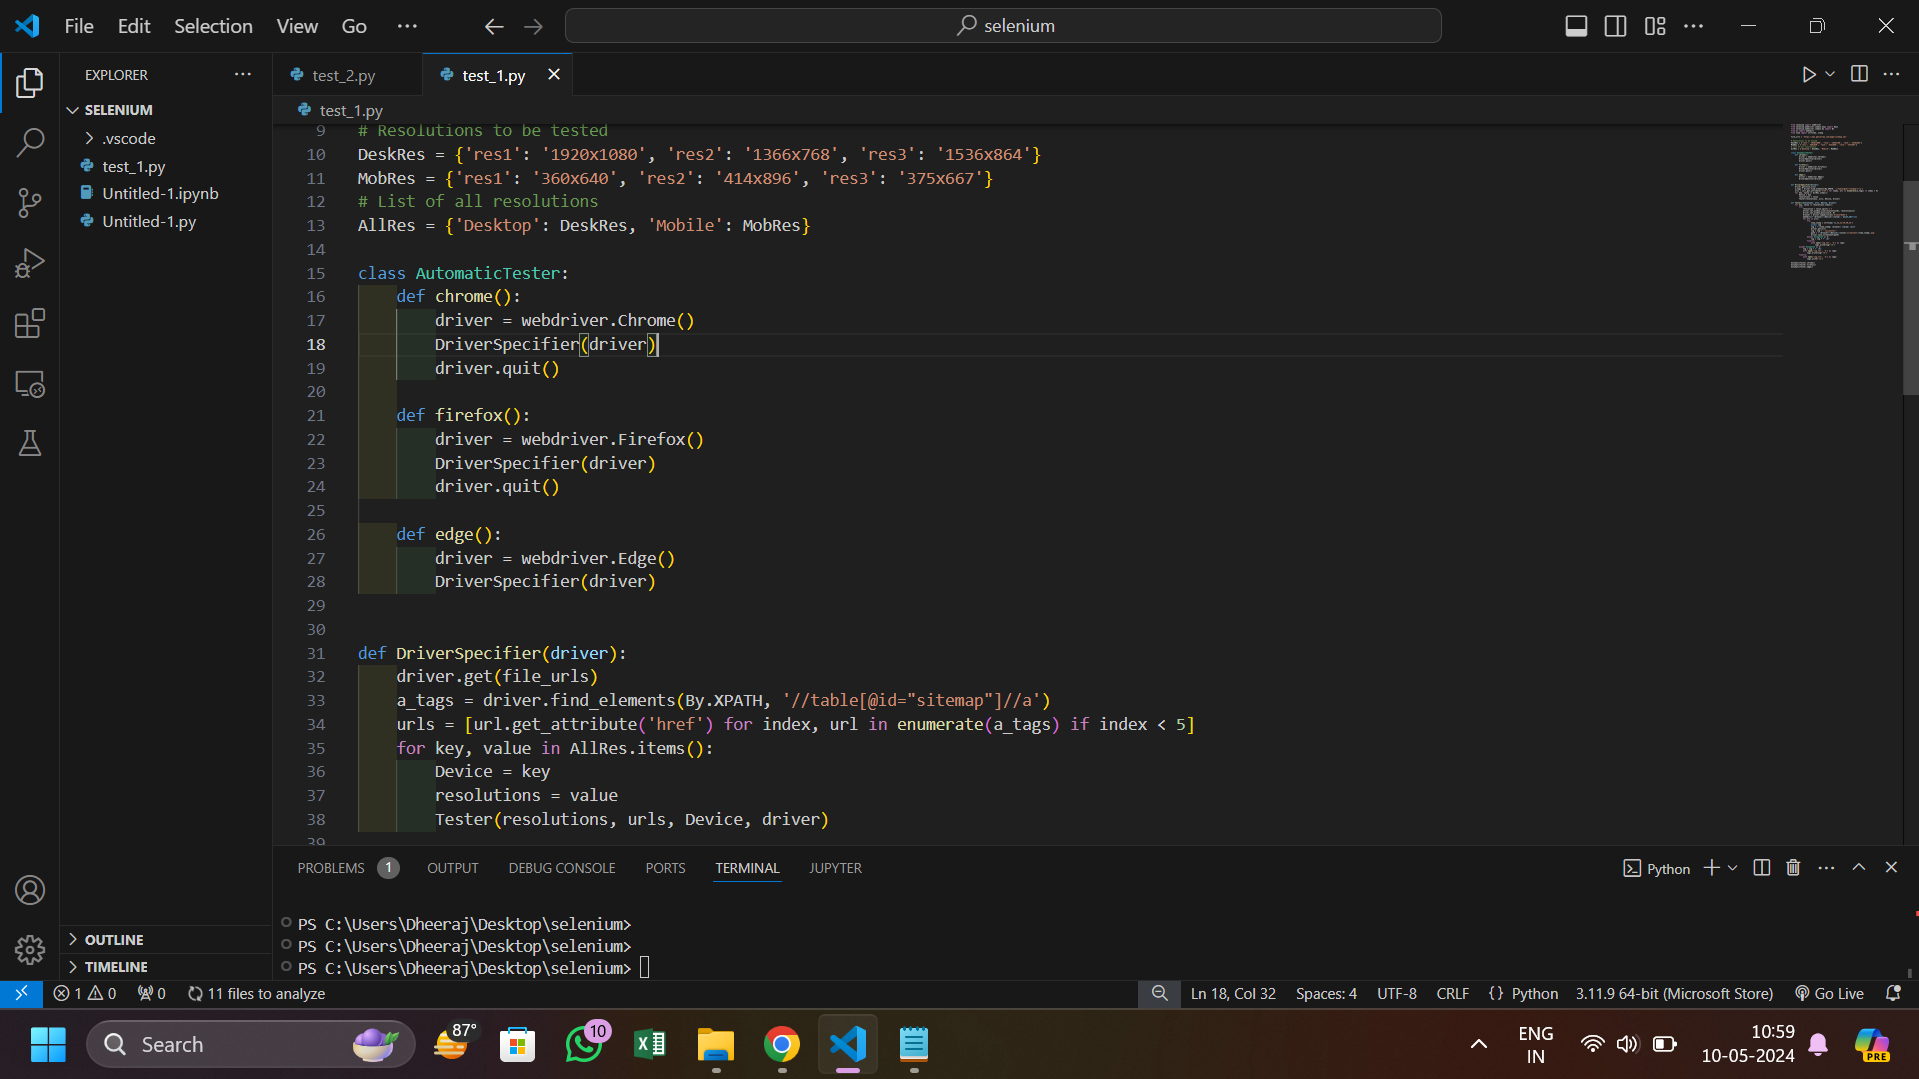 File Edit Selection View Go ··· selenium
EXPLORER ···
SELENIUM
.vscode
test_1.py
Untitled-1.ipynb
Untitled-1.py
OUTLINE
TIMELINE
test_2.py test_1.py
test_1.py
9 # Resolutions to be tested
10 DeskRes = {'res1': '1920x1080', 'res2': '1366x768', 'res3': '1536x864'}
11 MobRes = {'res1': '360x640', 'res2': '414x896', 'res3': '375x667'}
12 # List of all resolutions
13 AllRes = {'Desktop': DeskRes, 'Mobile': MobRes}
14
15 class AutomaticTester:
16 def chrome():
17 driver = webdriver.Chrome()
18 DriverSpecifier(driver)
19 driver.quit()
20
21 def firefox():
22 driver = webdriver.Firefox()
23 DriverSpecifier(driver)
24 driver.quit()
25
26 def edge():
27 driver = webdriver.Edge()
28 DriverSpecifier(driver)
29
30
31 def DriverSpecifier(driver):
32 driver.get(file_urls)
33 a_tags = driver.find_elements(By.XPATH, '//table[@id="sitemap"]//a')
34 urls = [url.get_attribute('href') for index, url in enumerate(a_tags) if index < 5]
35 for key, value in AllRes.items():
36 Device = key
37 resolutions = value
38 Tester(resolutions, urls, Device, driver)
39
PROBLEMS 1 OUTPUT DEBUG CONSOLE PORTS TERMINAL JUPYTER Python
PS C:\Users\Dheeraj\Desktop\selenium>
PS C:\Users\Dheeraj\Desktop\selenium>
PS C:\Users\Dheeraj\Desktop\selenium>
1 0 0 11 files to analyze Ln 18, Col 32 Spaces: 4 UTF-8 CRLF {} Python 3.11.9 64-bit (Microsoft Store) Go Live
Search 87° 10 ENG 10:59
IN 10-05-2024 PRE